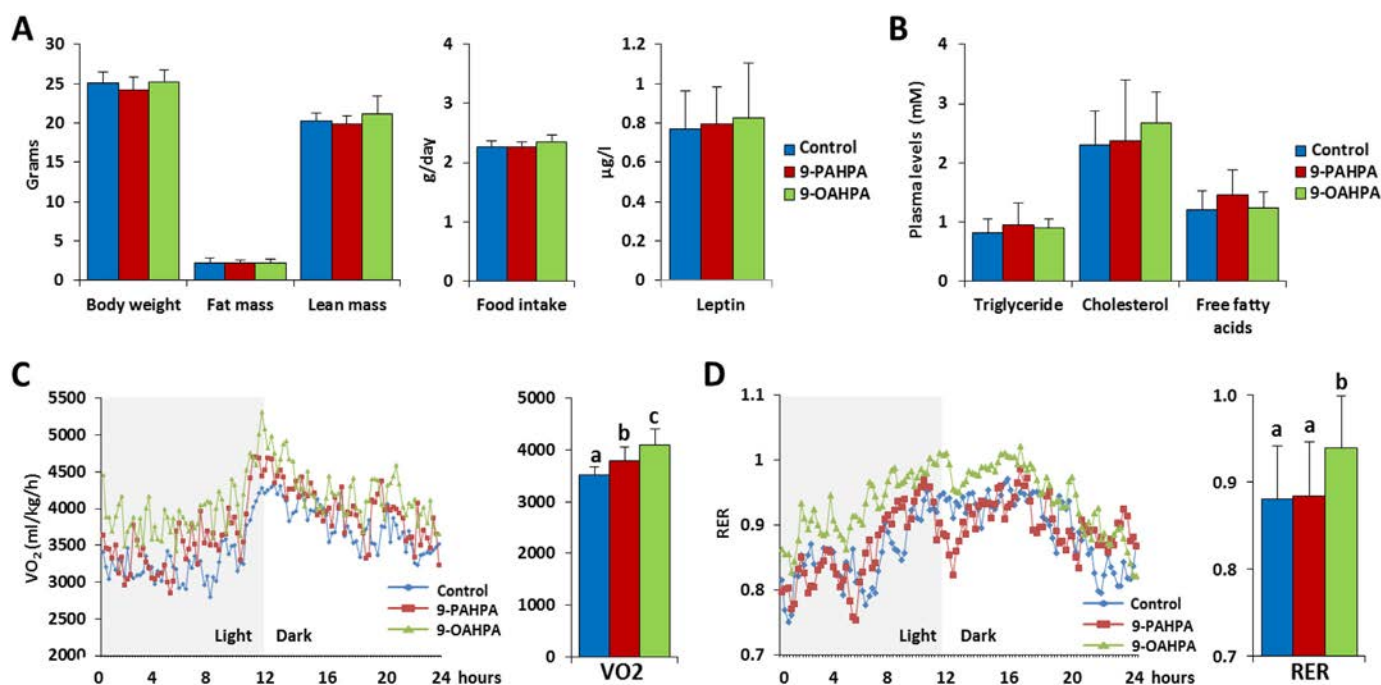 A
30
25
20
15
10
5
0
Grams
Body weight
Fat mass
Lean mass
4
3
2
1
0
g/day
Food intake
1.2
1
0.8
0.6
0.4
0.2
0
µg/l
Leptin
Control
9-PAHPA
9-OAHPA
B
4
3
2
1
0
Plasma levels (mM)
Triglyceride
Cholesterol
Free fatty
acids
Control
9-PAHPA
9-OAHPA
C
5500
5000
4500
4000
3500
3000
2500
2000
VO2 (ml/kg/h)
Control
9-PAHPA
9-OAHPA
Light
Dark
0 4 8 12 16 20 24 hours
5000
4000
3000
2000
1000
0
a b c
VO2
D
1.1
1
0.9
0.8
0.7
RER
Control
9-PAHPA
9-OAHPA
Light
Dark
0 4 8 12 16 20 24 hours
1.0
0.9
0.8
0.7
a a b
RER